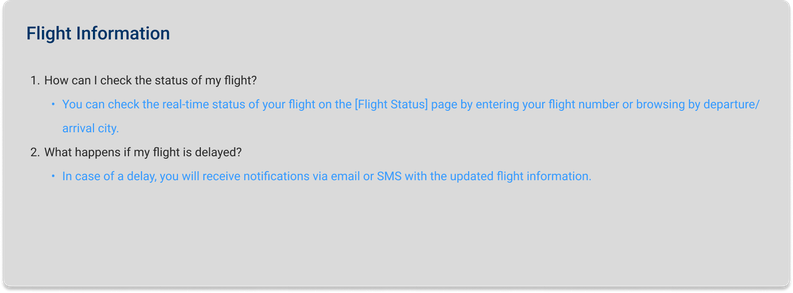 Flight Information
1. How can I check the status of my flight?
• You can check the real-time status of your flight on the [Flight Status] page by entering your flight number or browsing by departure/
arrival city.
2. What happens if my flight is delayed?
• In case of a delay, you will receive notifications via email or SMS with the updated flight information.